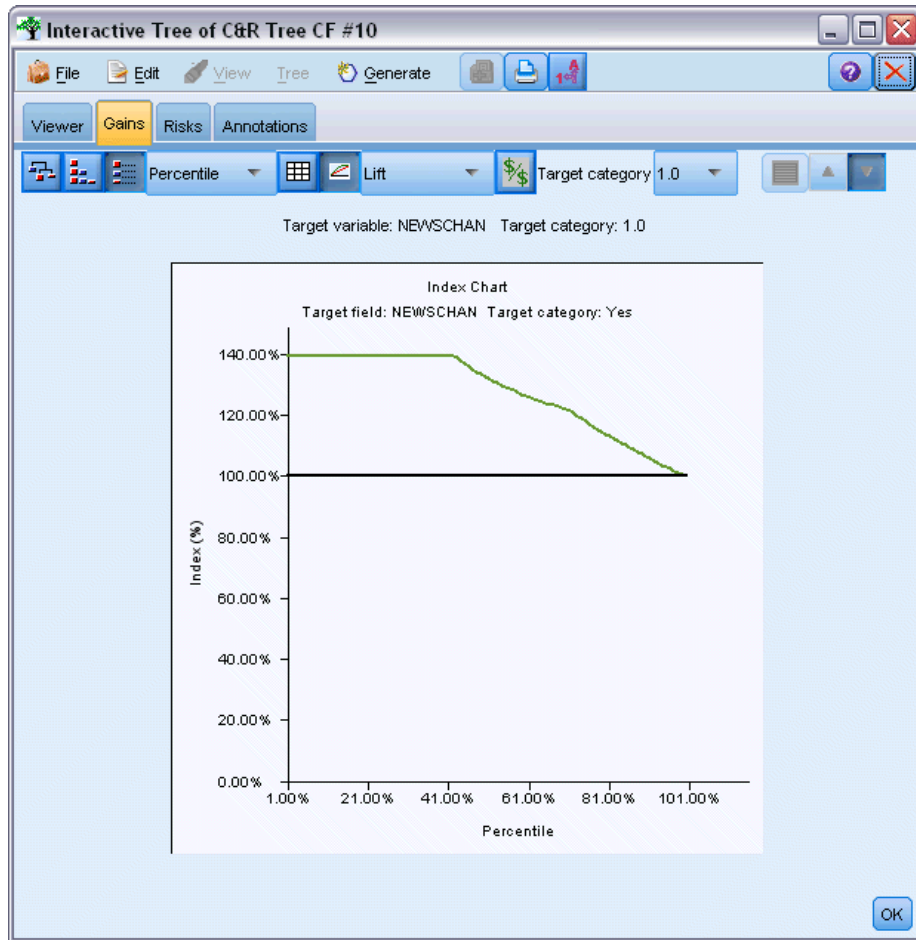 Interactive Tree of C&R Tree CF #10
File Edit View Tree Generate
Viewer Gains Risks Annotations
Percentile Lift $/$ Target category 1.0
Target variable: NEWSCHAN Target category: 1.0
Index Chart
Target field: NEWSCHAN Target category: Yes
140.00%
120.00%
100.00%
80.00%
60.00%
40.00%
20.00%
0.00%
Index (%)
1.00% 21.00% 41.00% 61.00% 81.00% 101.00%
Percentile
OK